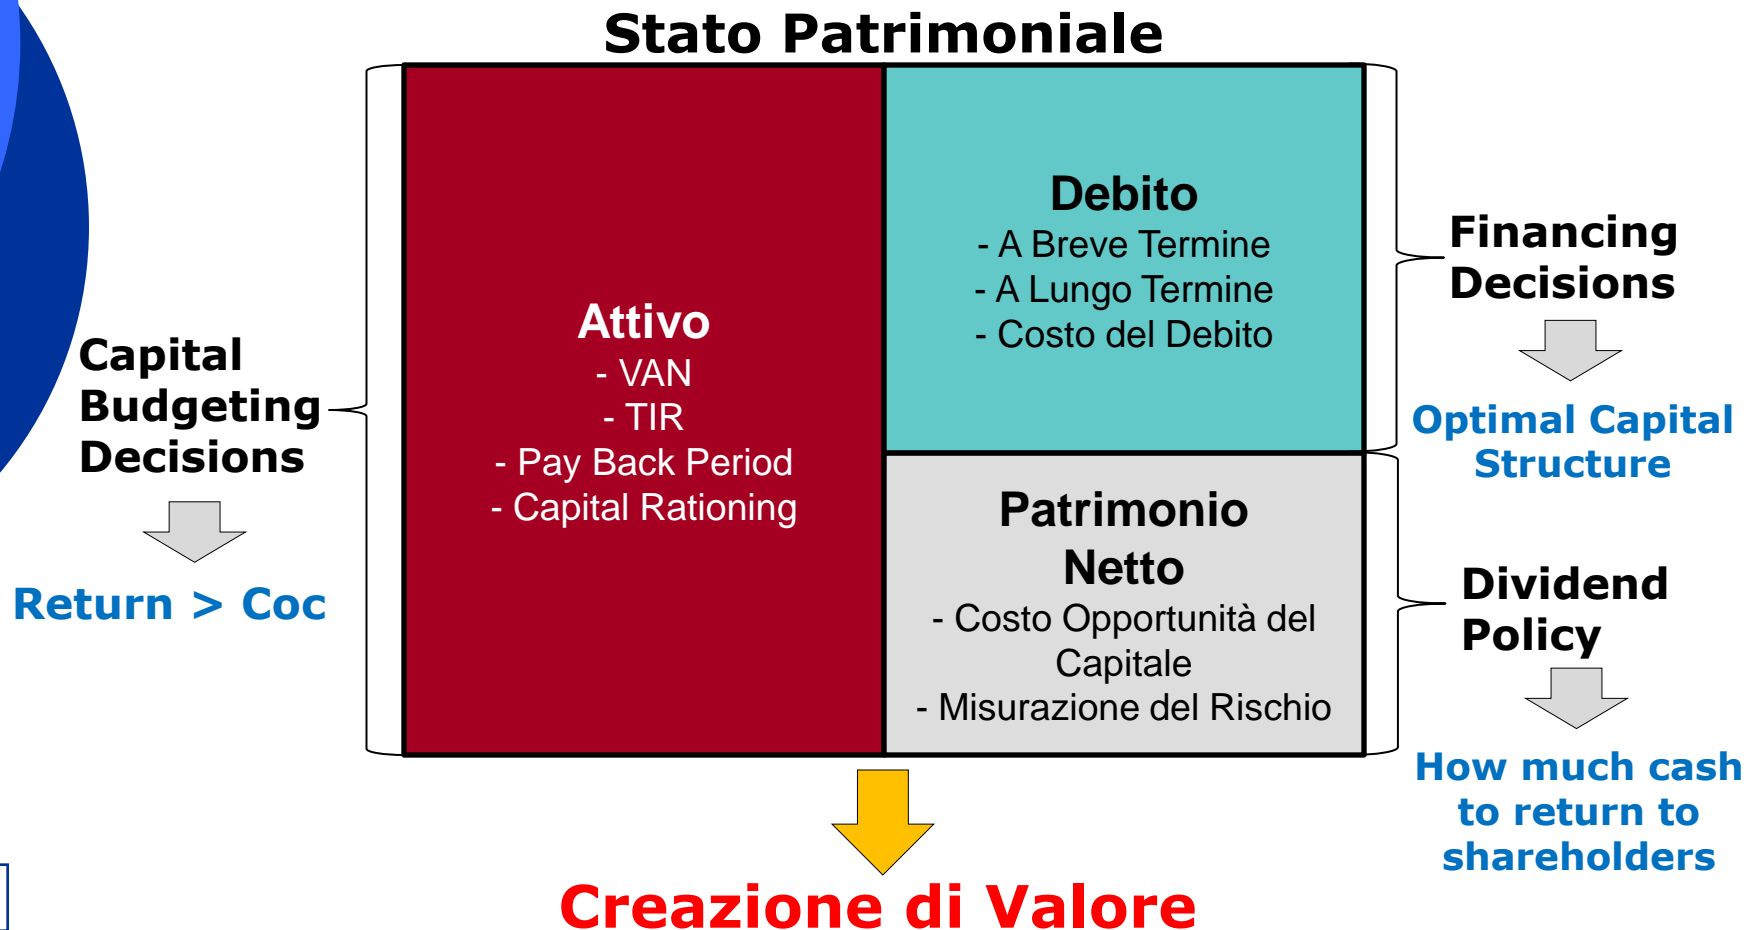 Stato Patrimoniale
Capital
Budgeting
Decisions
Return > Coc
Attivo
- VAN
- TIR
- Pay Back Period
- Capital Rationing
Debito
- A Breve Termine
- A Lungo Termine
- Costo del Debito
Patrimonio
Netto
- Costo Opportunità del
Capitale
- Misurazione del Rischio
Financing
Decisions
Optimal Capital
Structure
Dividend
Policy
How much cash
to return to
shareholders
Creazione di Valore